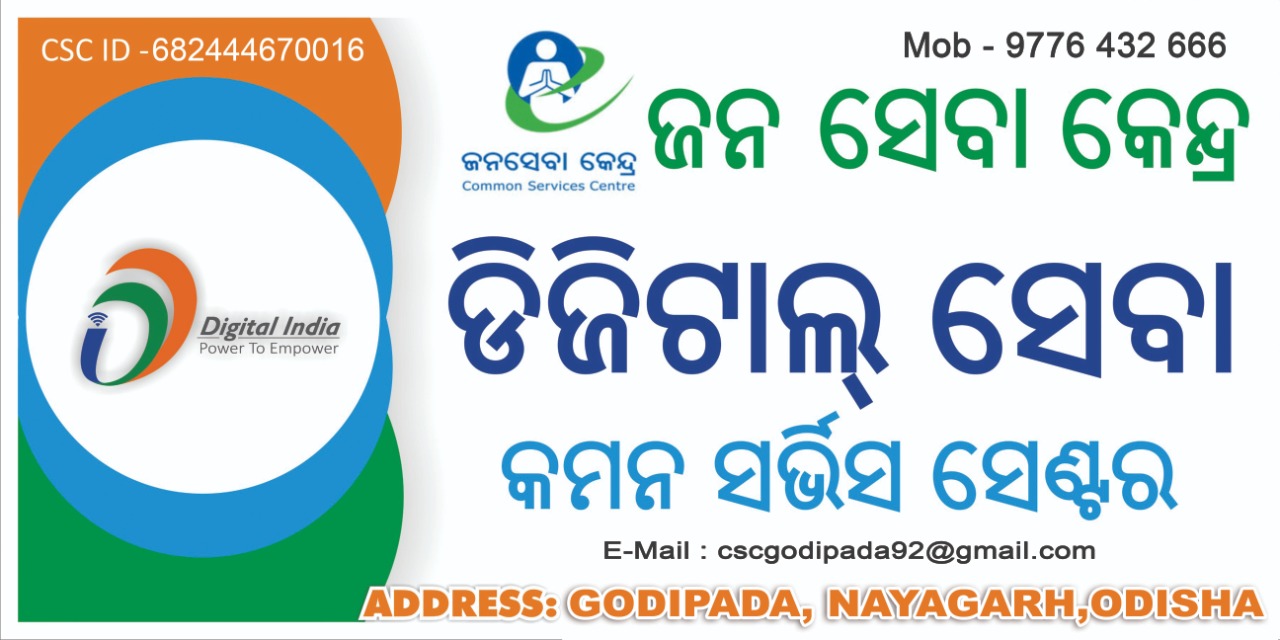 CSC ID -682444670016
Mob - 9776 432 666
ଜନସେବା କେନ୍ଦ୍ର
Common Services Centre
ଜନ ସେବା କେନ୍ଦ୍ର
Digital India
Power To Empower
ଡିଜିଟାଲ୍ ସେବା
କମନ ସର୍ଭିସ ସେଣ୍ଟର
E-Mail : cscgodipada92@gmail.com
ADDRESS: GODIPADA, NAYAGARH,ODISHA